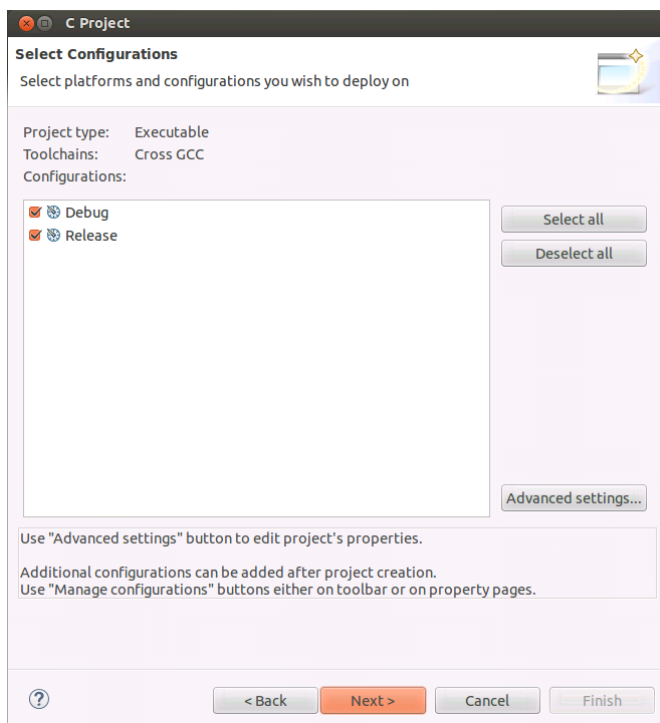 C Project
Select Configurations
Select platforms and configurations you wish to deploy on
Project type: Executable
Toolchains: Cross GCC
Configurations:
Debug
Release
Select all
Deselect all
Advanced settings...
Use "Advanced settings" button to edit project's properties.
Additional configurations can be added after project creation.
Use "Manage configurations" buttons either on toolbar or on property pages.
? < Back Next > Cancel Finish